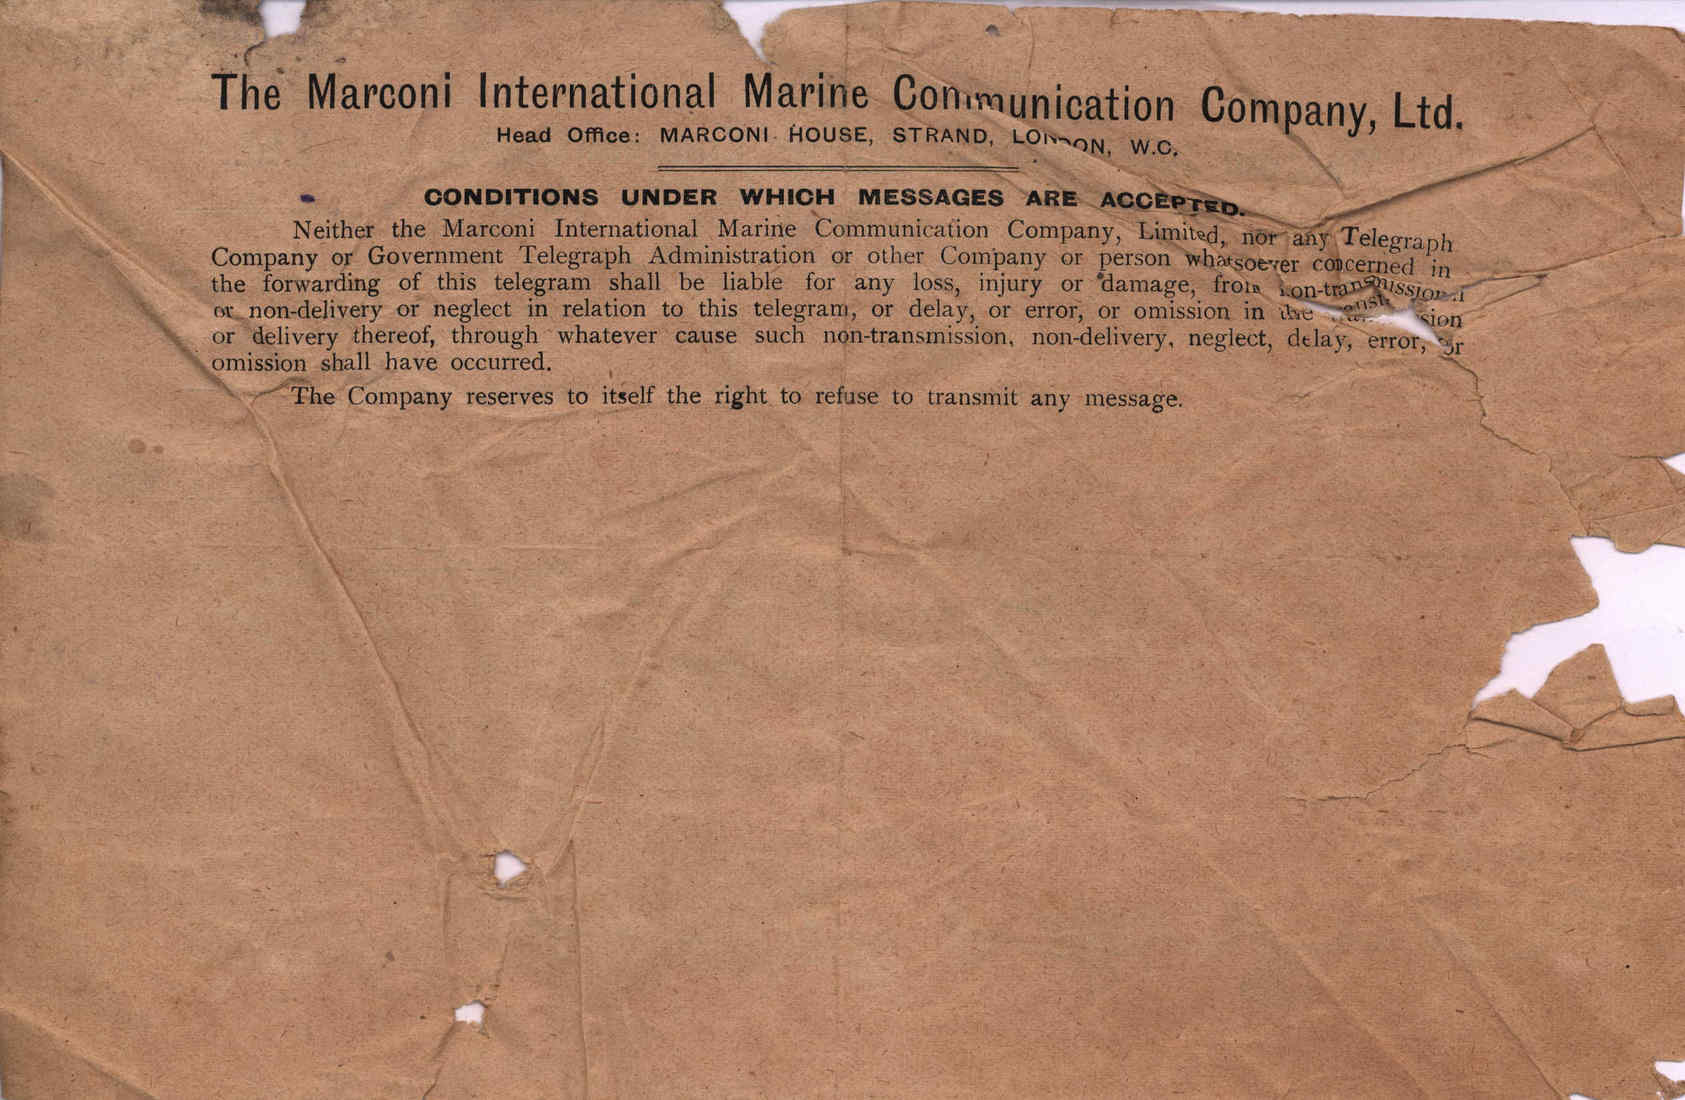 The Marconi International Marine Communication Company, Ltd.
Head Office: MARCONI HOUSE, STRAND, LONDON, W.C.
CONDITIONS UNDER WHICH MESSAGES ARE ACCEPTED.
Neither the Marconi International Marine Communication Company, Limited, nor any Telegraph
Company or Government Telegraph Administration or other Company or person whatsoever concerned in
the forwarding of this telegram shall be liable for any loss, injury or damage, from non-transmission
or non-delivery or neglect in relation to this telegram, or delay, or error, or omission in the
or delivery thereof, through whatever cause such non-transmission, non-delivery, neglect, delay, error, or
omission shall have occurred.
The Company reserves to itself the right to refuse to transmit any message.